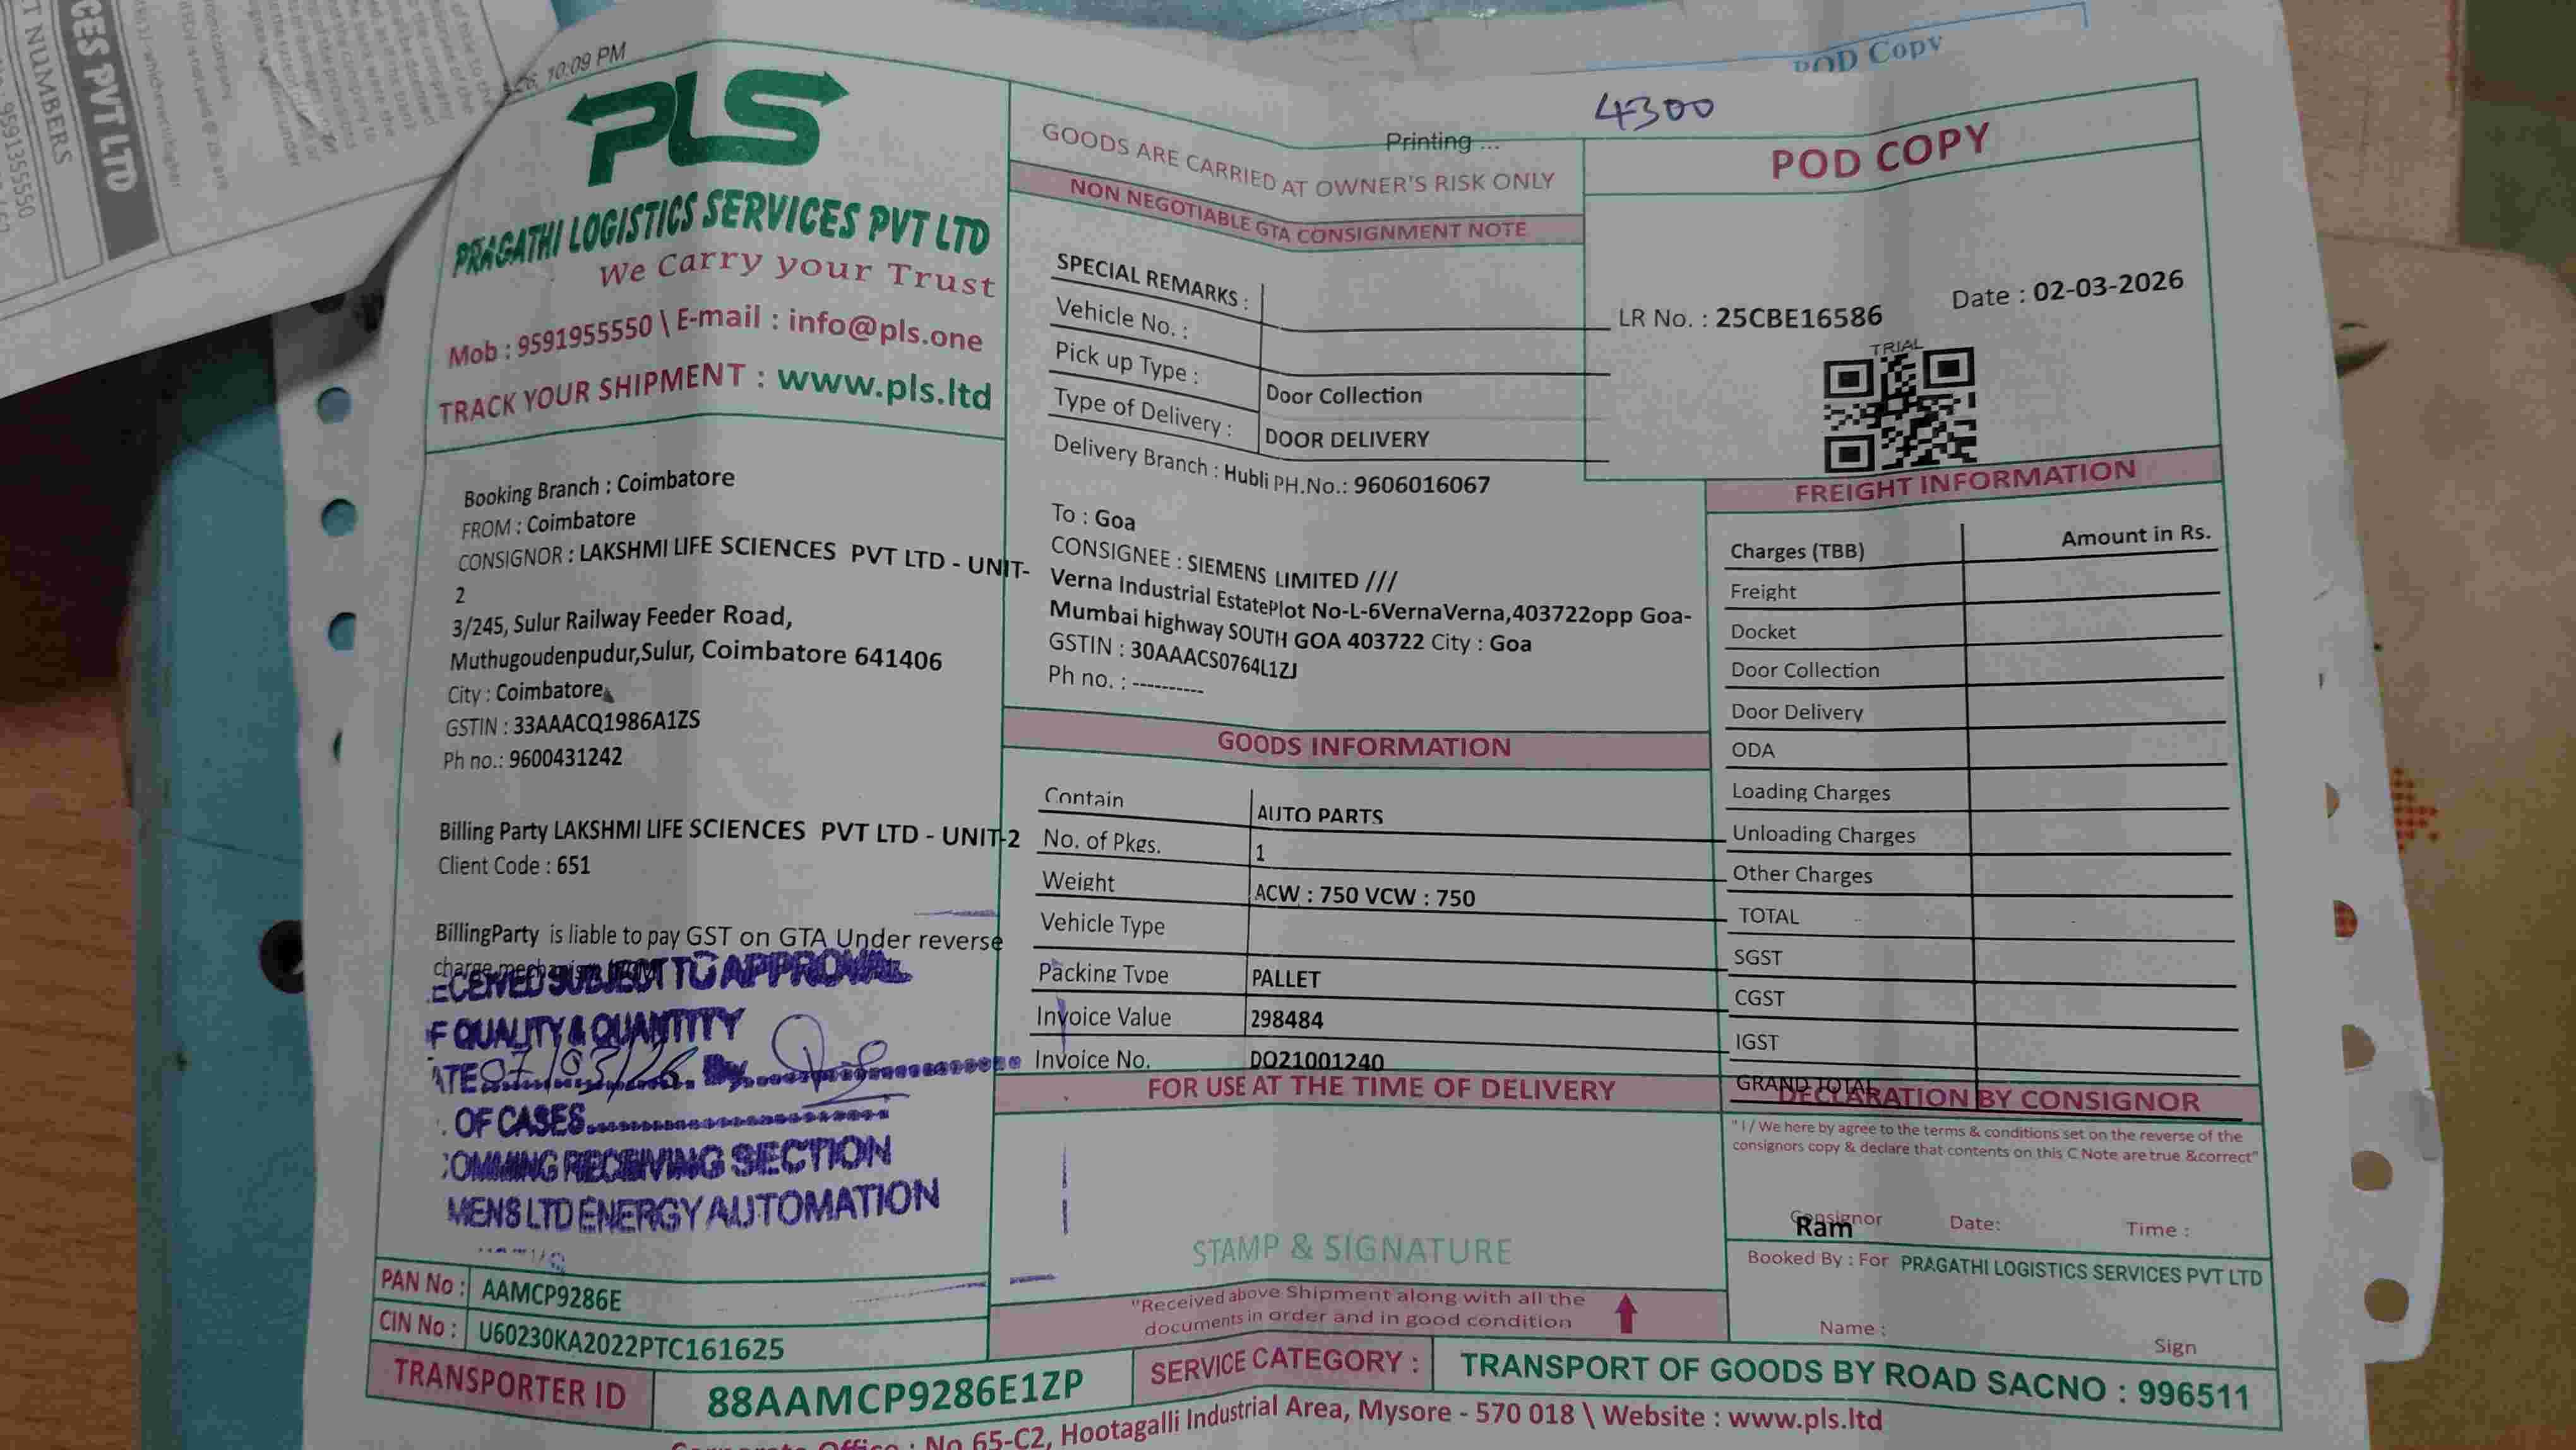 CES PVT LTD
T NUMBERS
9591355550
10:09 PM
POD Copy
4300
Printing ...
PLS
PRAGATHI LOGISTICS SERVICES PVT LTD
We Carry your Trust
Mob : 9591955550 \ E-mail : info@pls.one
TRACK YOUR SHIPMENT : www.pls.ltd
GOODS ARE CARRIED AT OWNER'S RISK ONLY
NON NEGOTIABLE GTA CONSIGNMENT NOTE
SPECIAL REMARKS :
Vehicle No. :
Pick up Type : Door Collection
Type of Delivery : DOOR DELIVERY
Delivery Branch : Hubli PH.No.: 9606016067
POD COPY
LR No. : 25CBE16586 Date : 02-03-2026
TRIAL
Booking Branch : Coimbatore
FROM : Coimbatore
CONSIGNOR : LAKSHMI LIFE SCIENCES PVT LTD - UNIT-
2
3/245, Sulur Railway Feeder Road,
Muthugoudenpudur,Sulur, Coimbatore 641406
City : Coimbatore
GSTIN : 33AAACQ1986A1ZS
Ph no.: 9600431242
Billing Party LAKSHMI LIFE SCIENCES PVT LTD - UNIT-2
Client Code : 651
BillingParty is liable to pay GST on GTA Under reverse
charge mechanism
ECEIVED SUBJECT TO APPROVAL
F QUALITY & QUANTITY
ATE 07/03/26 By
OF CASES
COMMING RECEIVING SECTION
MENS LTD ENERGY AUTOMATION
To : Goa
CONSIGNEE : SIEMENS LIMITED ///
Verna Industrial EstatePlot No-L-6VernaVerna,403722opp Goa-
Mumbai highway SOUTH GOA 403722 City : Goa
GSTIN : 30AAACS0764L1ZJ
Ph no. : ----------
GOODS INFORMATION
Contain AUTO PARTS
No. of Pkgs. 1
Weight ACW : 750 VCW : 750
Vehicle Type
Packing Type PALLET
Invoice Value 298484
Invoice No. DO21001240
FOR USE AT THE TIME OF DELIVERY
STAMP & SIGNATURE
"Received above Shipment along with all the
documents in order and in good condition
FREIGHT INFORMATION
Charges (TBB) Amount in Rs.
Freight
Docket
Door Collection
Door Delivery
ODA
Loading Charges
Unloading Charges
Other Charges
TOTAL
SGST
CGST
IGST
GRAND TOTAL
DECLARATION BY CONSIGNOR
" I / We here by agree to the terms & conditions set on the reverse of the
consignors copy & declare that contents on this C Note are true &correct"
Ram
Consignor Date: Time :
Booked By : For PRAGATHI LOGISTICS SERVICES PVT LTD
Name :
Sign
PAN No : AAMCP9286E
CIN No : U60230KA2022PTC161625
TRANSPORTER ID 88AAMCP9286E1ZP
SERVICE CATEGORY : TRANSPORT OF GOODS BY ROAD SACNO : 996511
Corporate Office : No 65-C2, Hootagalli Industrial Area, Mysore - 570 018 \ Website : www.pls.ltd